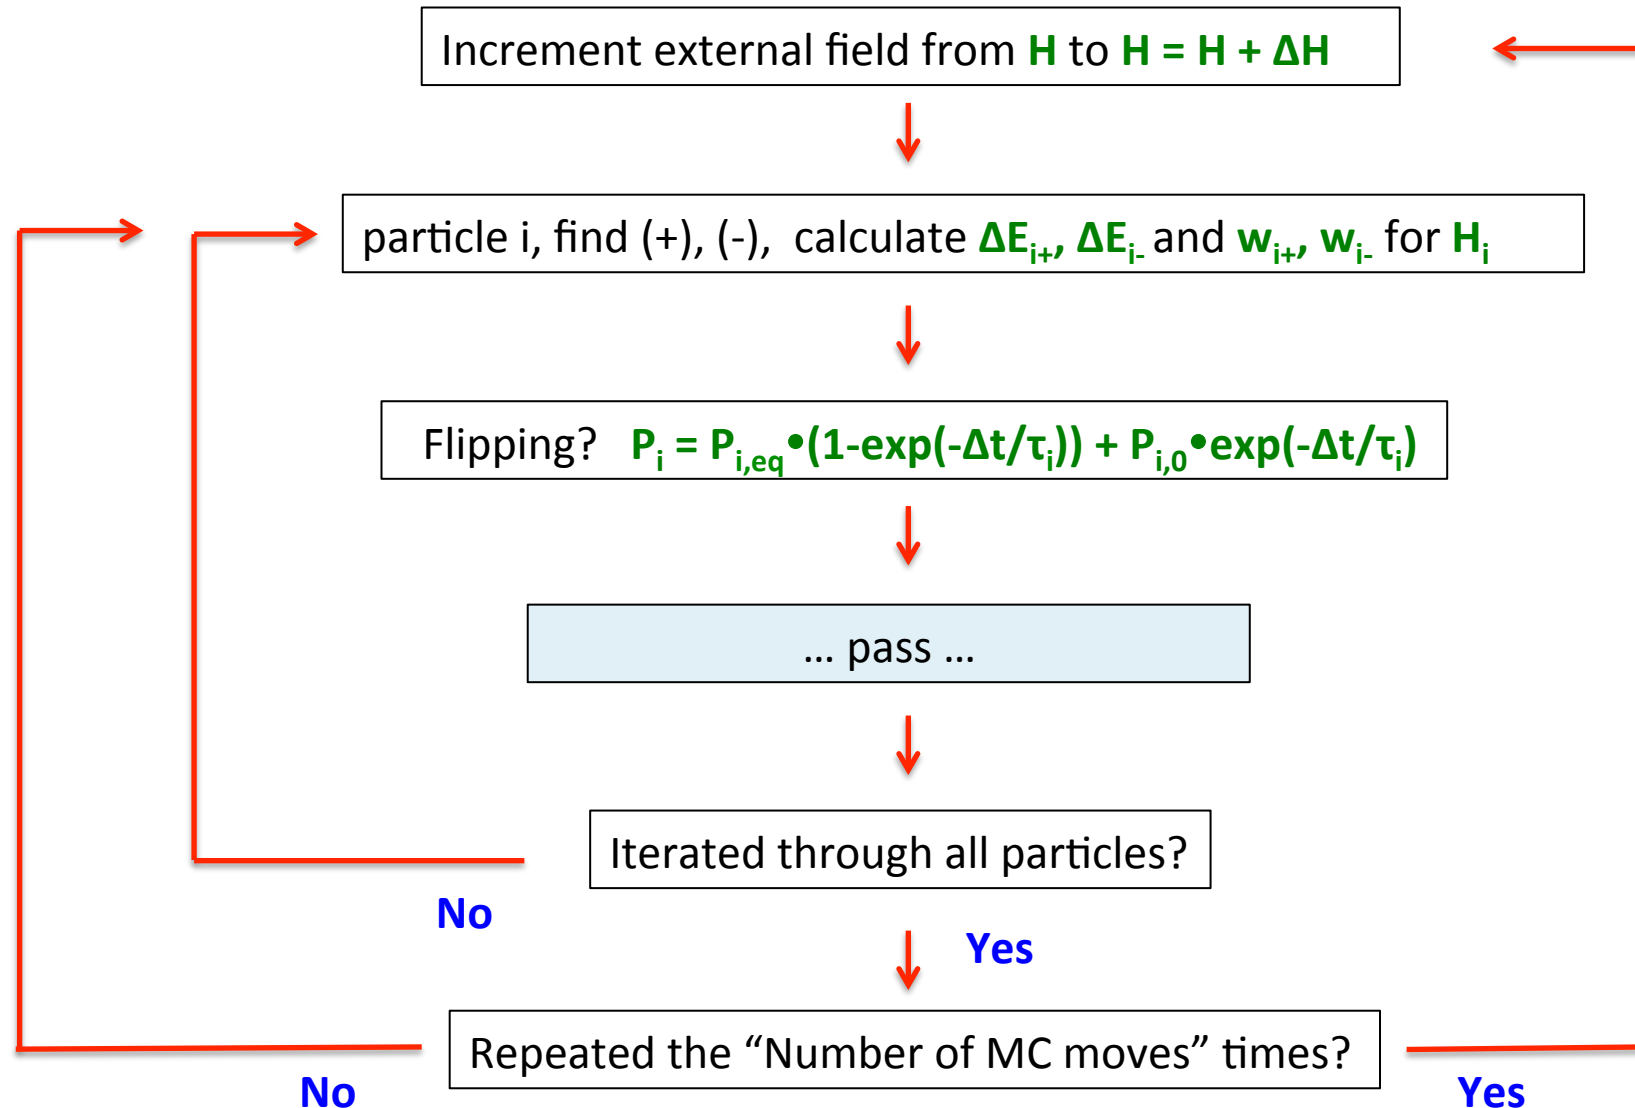 Increment external field from H to H = H + ΔH
particle i, find (+), (-), calculate ΔEi+, ΔEi- and wi+, wi- for Hi
Flipping? Pi = Pi,eq•(1-exp(-Δt/τi)) + Pi,0•exp(-Δt/τi)
... pass ...
Iterated through all particles?
No
Yes
Repeated the “Number of MC moves” times?
No
Yes